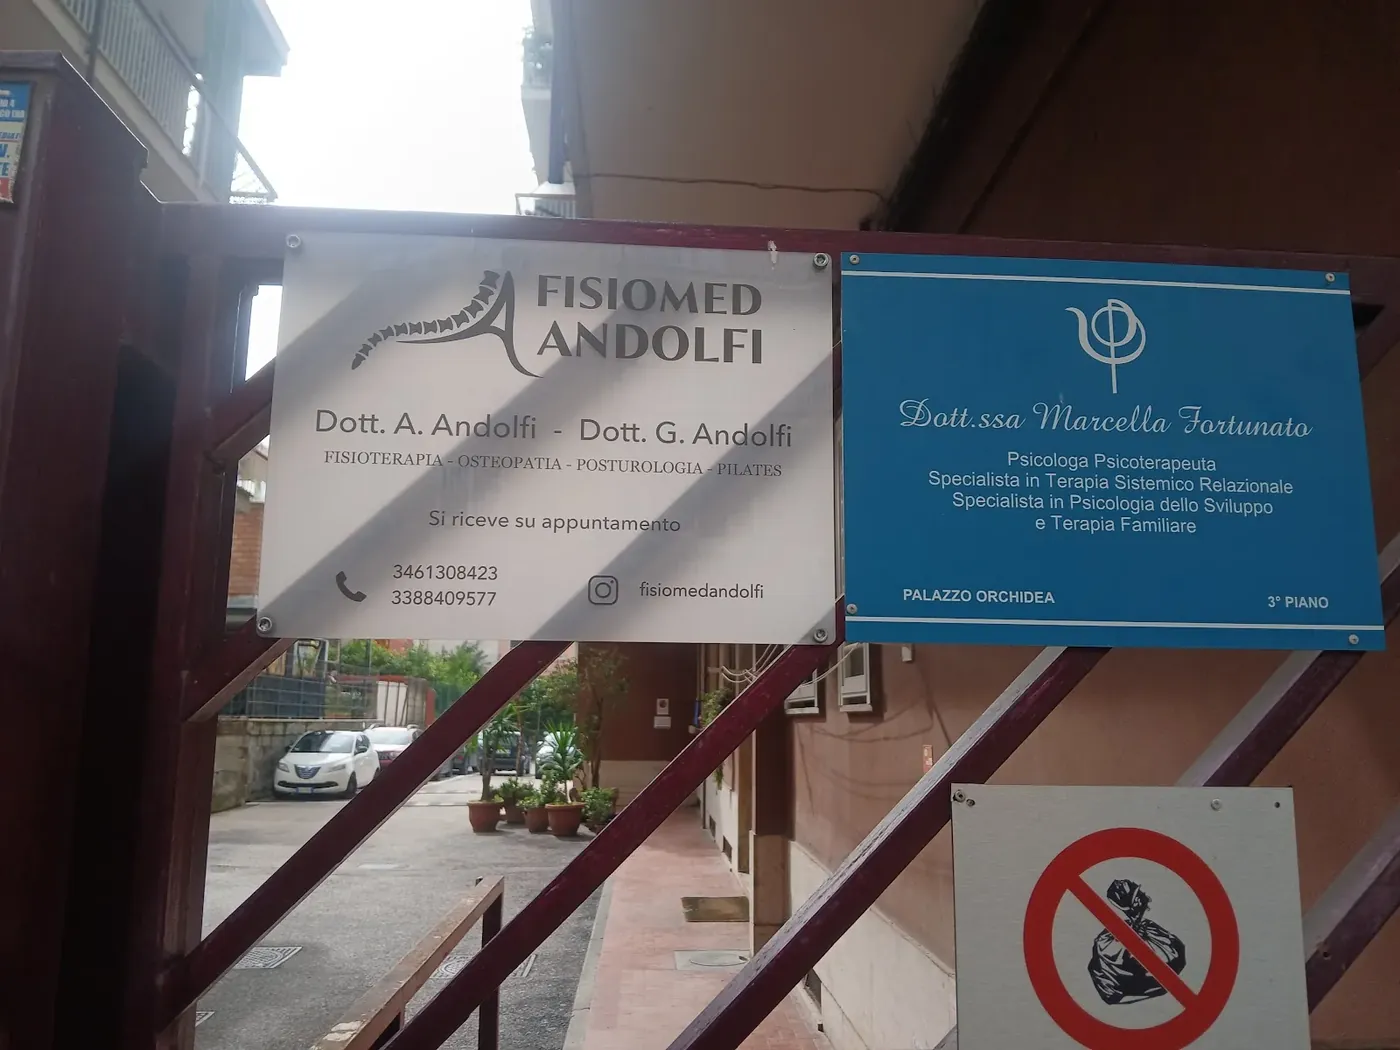 FISIOMED
ANDOLFI
Dott. A. Andolfi - Dott. G. Andolfi
FISIOTERAPIA - OSTEOPATIA - POSTUROLOGIA - PILATES
Si riceve su appuntamento
3461308423
3388409577
fisiomedandolfi
Dott.ssa Marcella Fortunato
Psicologa Psicoterapeuta
Specialista in Terapia Sistemico Relazionale
Specialista in Psicologia dello Sviluppo
e Terapia Familiare
PALAZZO ORCHIDEA
3° PIANO